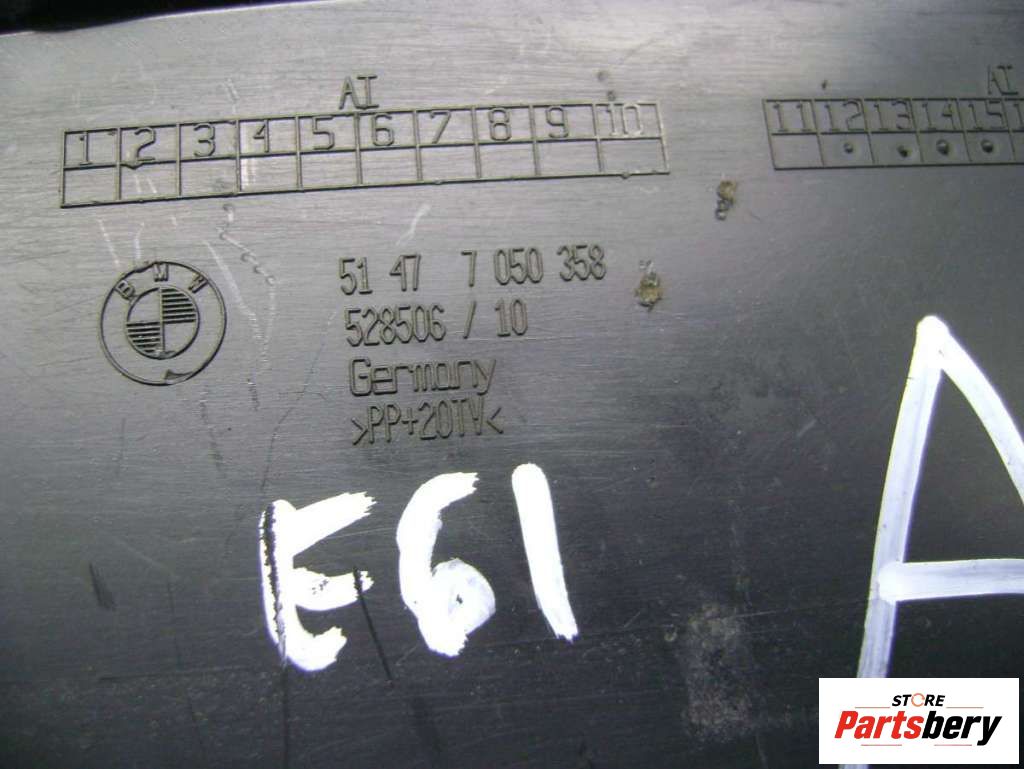 AI
1 2 3 4 5 6 7 8 9 10
AI
11 12 13 14 15
BMW
51 47 7 050 358
528506 / 10
Germany
>PP+20TV<
E61
A
STORE
Partsbery